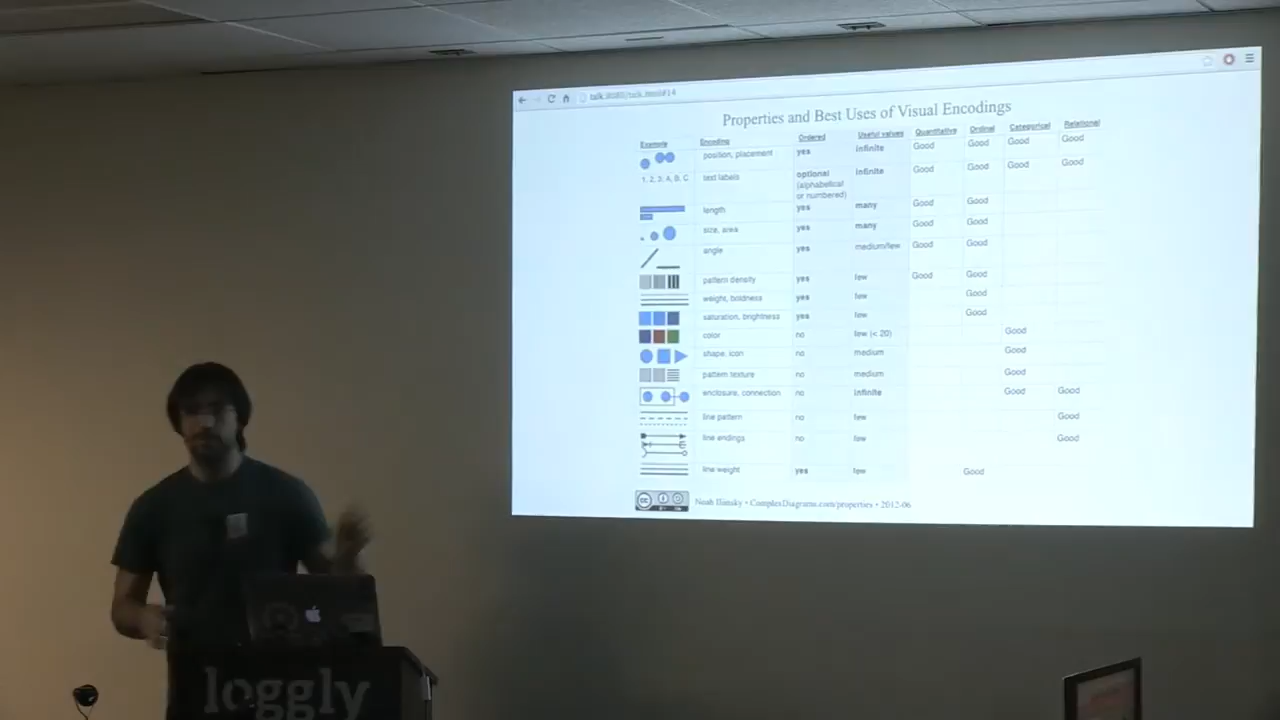 talk:8080/talk.html#14
Properties and Best Uses of Visual Encodings
Example Encoding Ordered Useful values Quantitative Ordinal Categorical Relational
position, placement yes infinite Good Good Good Good
1, 2, 3; A, B, C text labels optional (alphabetical or numbered) infinite Good Good Good Good
length yes many Good Good
size, area yes many Good Good
angle yes medium/few Good Good
pattern density yes few Good Good
weight, boldness yes few Good
saturation, brightness yes few Good
color no few (< 20) Good
shape, icon no medium Good
pattern texture no medium Good
enclosure, connection no infinite Good Good
line pattern no few Good
line endings no few Good
line weight yes few Good
cc
Noah Iliinsky • ComplexDiagrams.com/properties • 2012-06
loggly